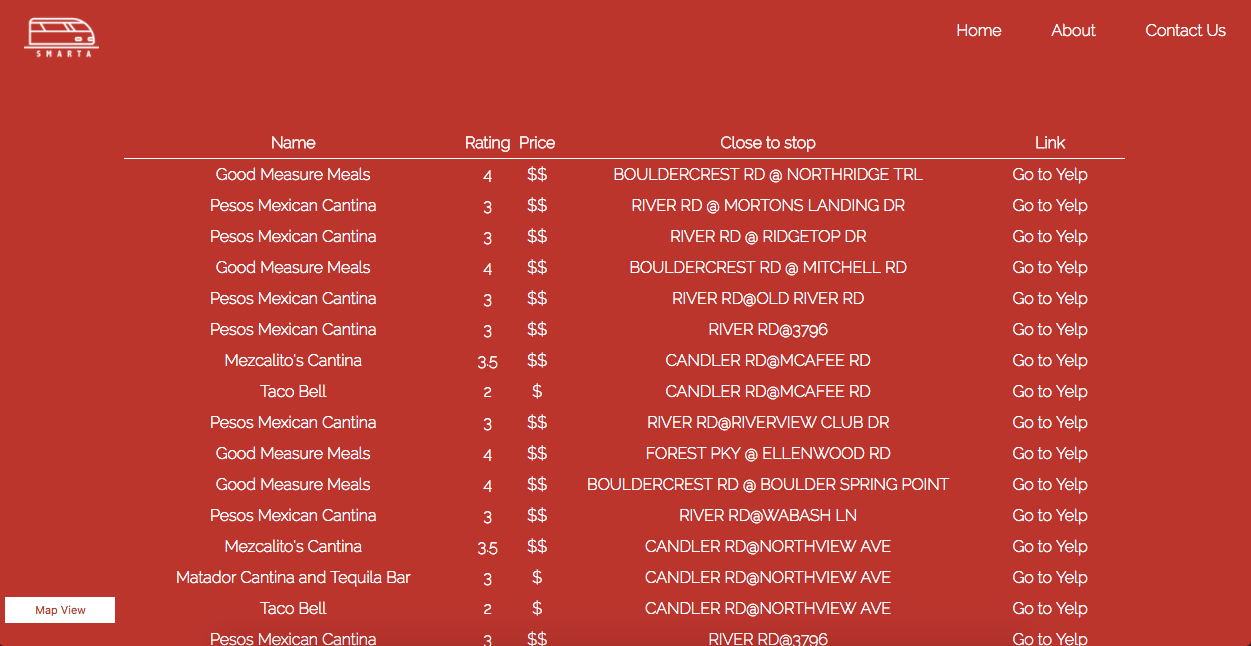 SMARTA
Home About Contact Us
Name Rating Price Close to stop Link
Good Measure Meals 4 $$ BOULDERCREST RD @ NORTHRIDGE TRL Go to Yelp
Pesos Mexican Cantina 3 $$ RIVER RD @ MORTONS LANDING DR Go to Yelp
Pesos Mexican Cantina 3 $$ RIVER RD @ RIDGETOP DR Go to Yelp
Good Measure Meals 4 $$ BOULDERCREST RD @ MITCHELL RD Go to Yelp
Pesos Mexican Cantina 3 $$ RIVER RD@OLD RIVER RD Go to Yelp
Pesos Mexican Cantina 3 $$ RIVER RD@3796 Go to Yelp
Mezcalito's Cantina 3.5 $$ CANDLER RD@MCAFEE RD Go to Yelp
Taco Bell 2 $ CANDLER RD@MCAFEE RD Go to Yelp
Pesos Mexican Cantina 3 $$ RIVER RD@RIVERVIEW CLUB DR Go to Yelp
Good Measure Meals 4 $$ FOREST PKY @ ELLENWOOD RD Go to Yelp
Good Measure Meals 4 $$ BOULDERCREST RD @ BOULDER SPRING POINT Go to Yelp
Pesos Mexican Cantina 3 $$ RIVER RD@WABASH LN Go to Yelp
Mezcalito's Cantina 3.5 $$ CANDLER RD@NORTHVIEW AVE Go to Yelp
Matador Cantina and Tequila Bar 3 $ CANDLER RD@NORTHVIEW AVE Go to Yelp
Taco Bell 2 $ CANDLER RD@NORTHVIEW AVE Go to Yelp
Map View
Pesos Mexican Cantina 3 $$ RIVER RD@3796 Go to Yelp